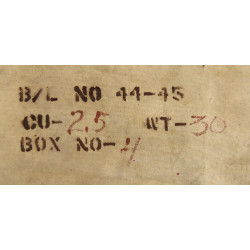 B/L NO 44-45
CU-2,5 WT-30
BOX NO-4